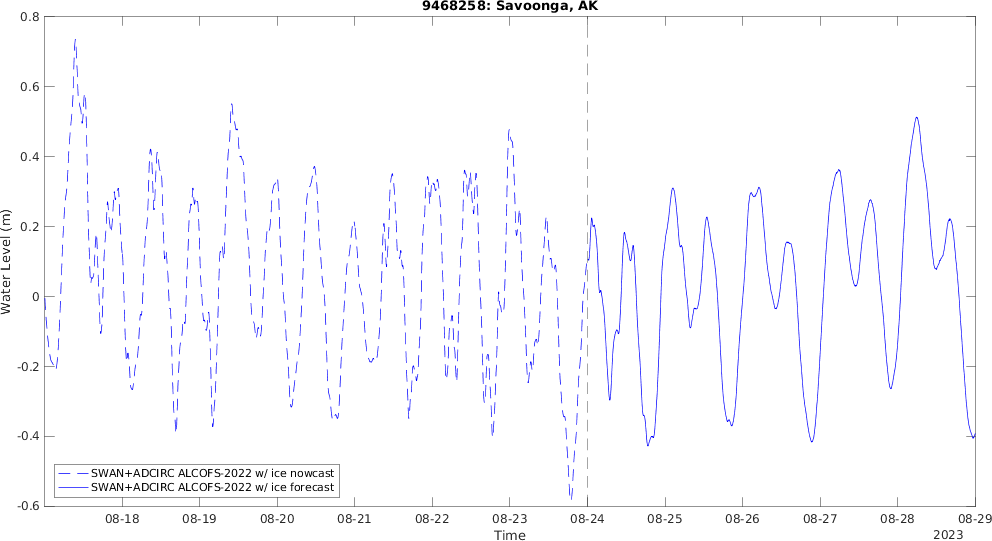 9468258: Savoonga, AK
0.8
0.6
0.4
0.2
0
-0.2
-0.4
-0.6
Water Level (m)
SWAN+ADCIRC ALCOFS-2022 w/ ice nowcast
SWAN+ADCIRC ALCOFS-2022 w/ ice forecast
08-18 08-19 08-20 08-21 08-22 08-23 08-24 08-25 08-26 08-27 08-28 08-29
Time
2023